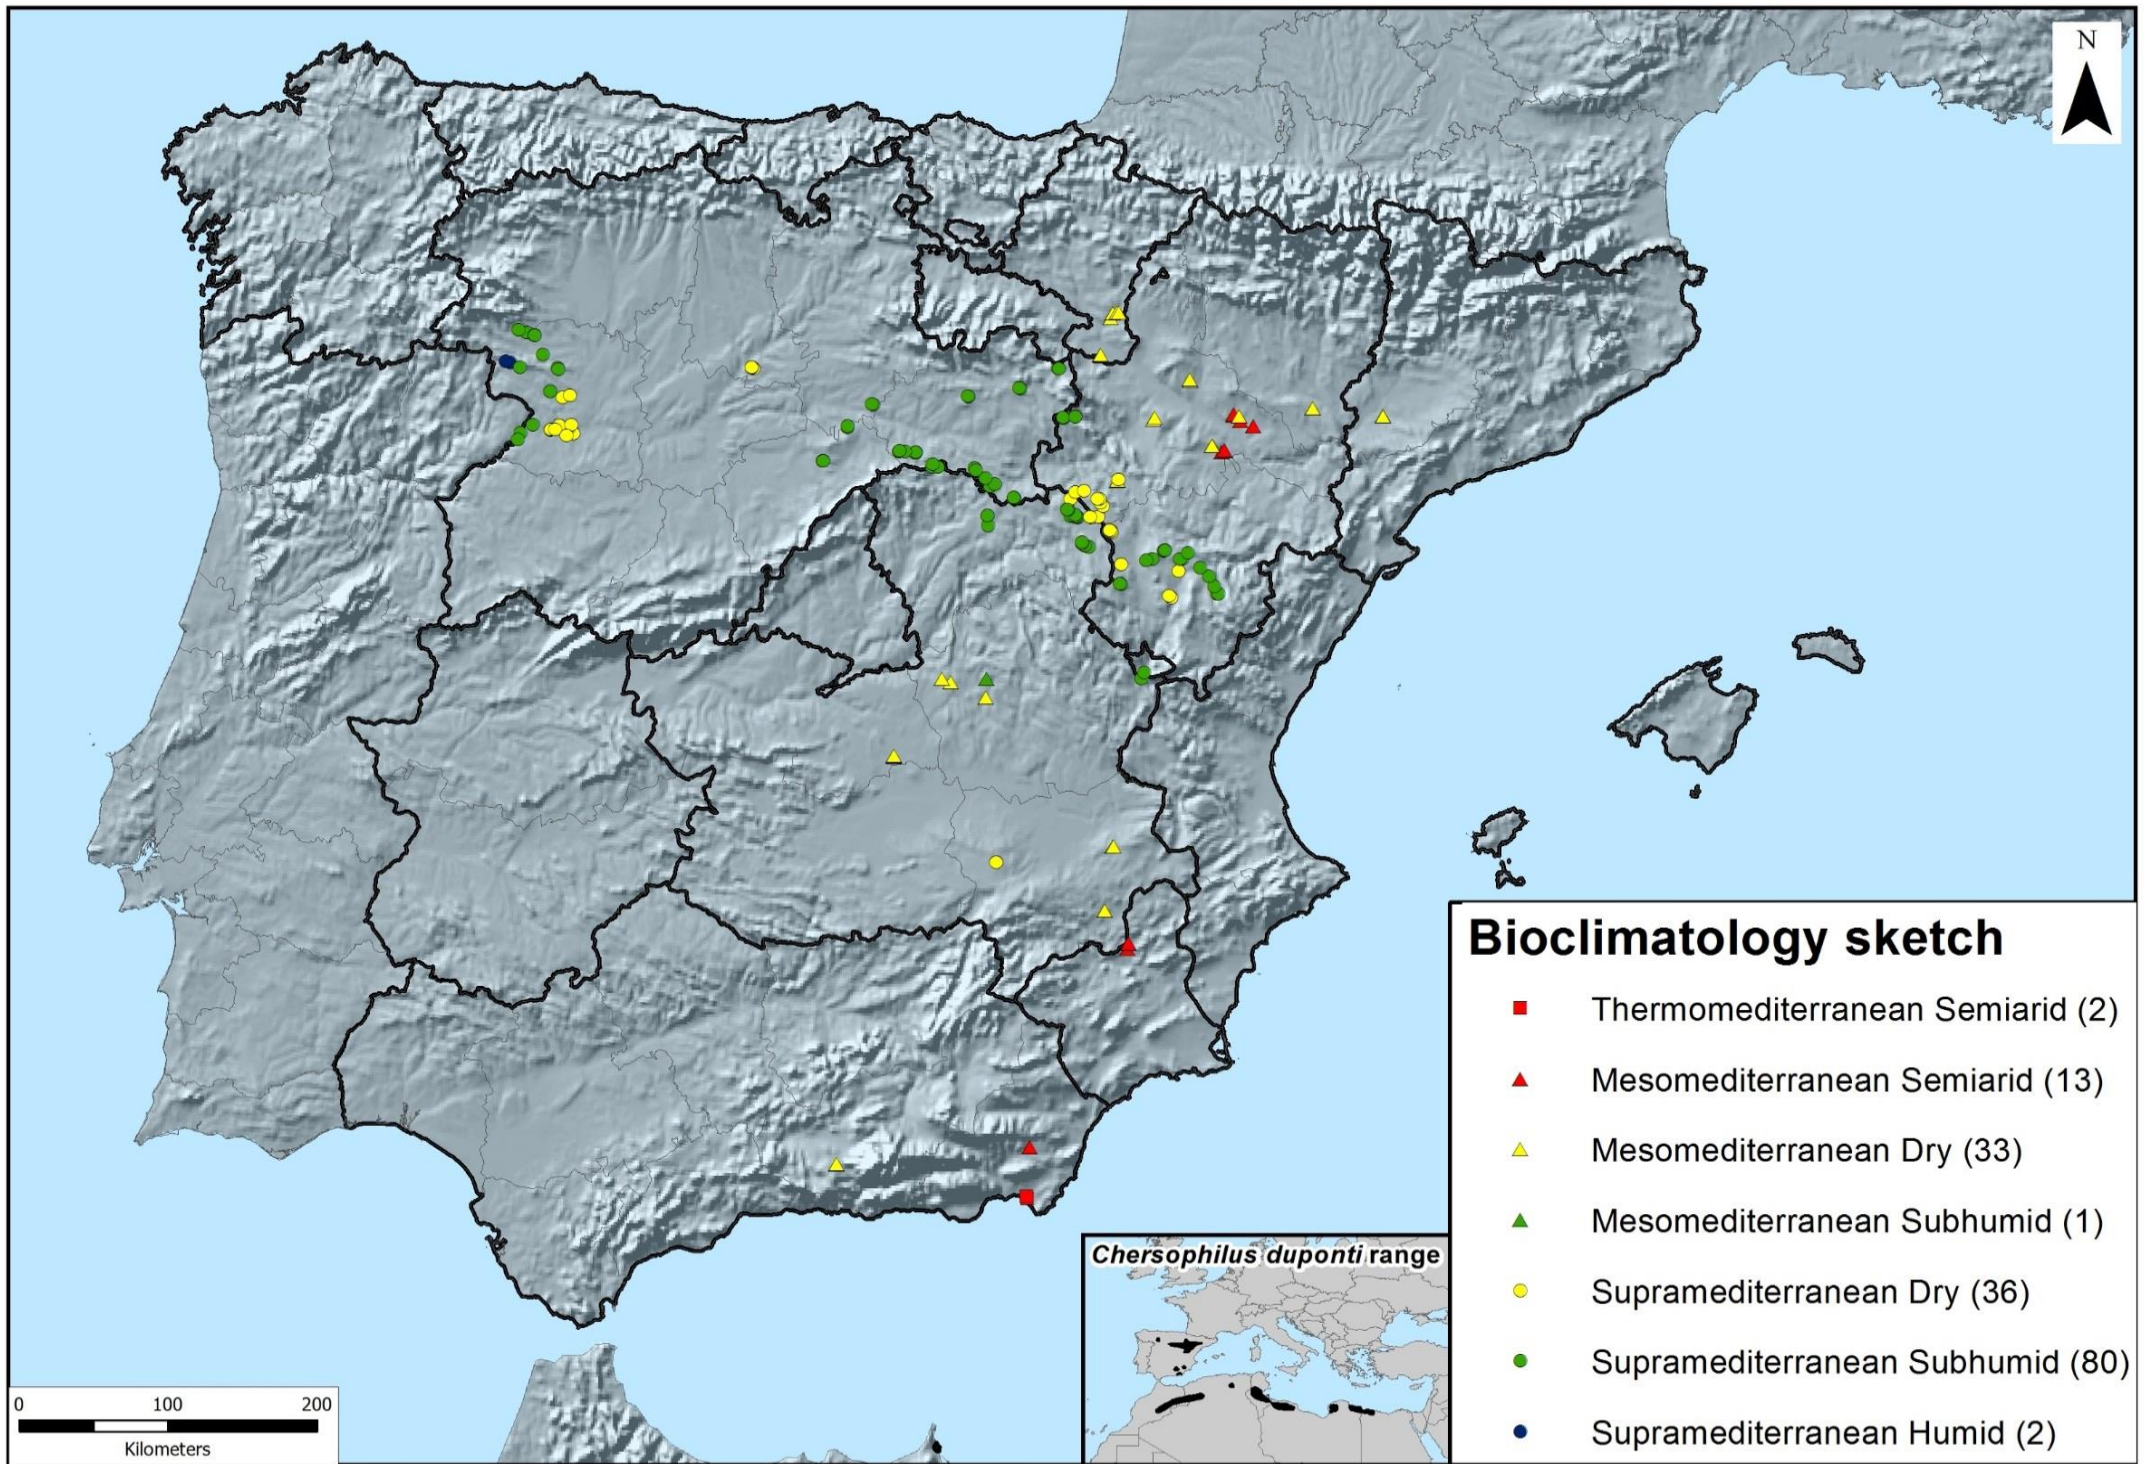 N
Bioclimatology sketch
Thermomediterranean Semiarid (2)
Mesomediterranean Semiarid (13)
Mesomediterranean Dry (33)
Mesomediterranean Subhumid (1)
Supramediterranean Dry (36)
Supramediterranean Subhumid (80)
Supramediterranean Humid (2)
Chersophilus duponti range
0 100 200
Kilometers